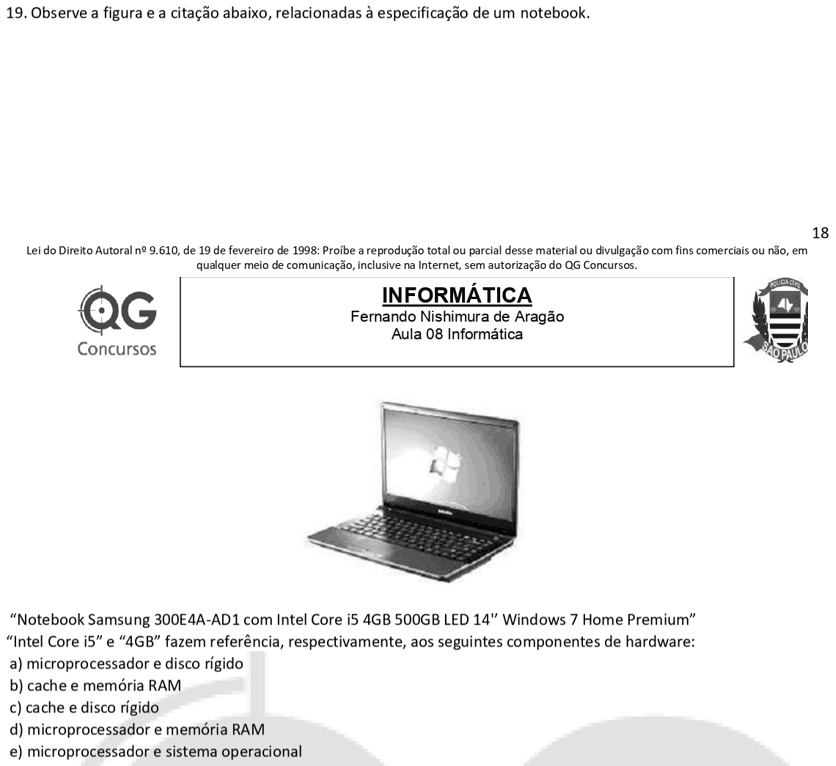 19. Observe a figura e a citação abaixo, relacionadas à especificação de um notebook.
18
Lei do Direito Autoral nº 9.610, de 19 de fevereiro de 1998: Proíbe a reprodução total ou parcial desse material ou divulgação com fins comerciais ou não, em
qualquer meio de comunicação, inclusive na Internet, sem autorização do QG Concursos.
QG
Concursos
INFORMÁTICA
Fernando Nishimura de Aragão
Aula 08 Informática
POLICIA CIVIL
SÃO PAULO
“Notebook Samsung 300E4A-AD1 com Intel Core i5 4GB 500GB LED 14'’ Windows 7 Home Premium”
“Intel Core i5” e “4GB” fazem referência, respectivamente, aos seguintes componentes de hardware:
a) microprocessador e disco rígido
b) cache e memória RAM
c) cache e disco rígido
d) microprocessador e memória RAM
e) microprocessador e sistema operacional